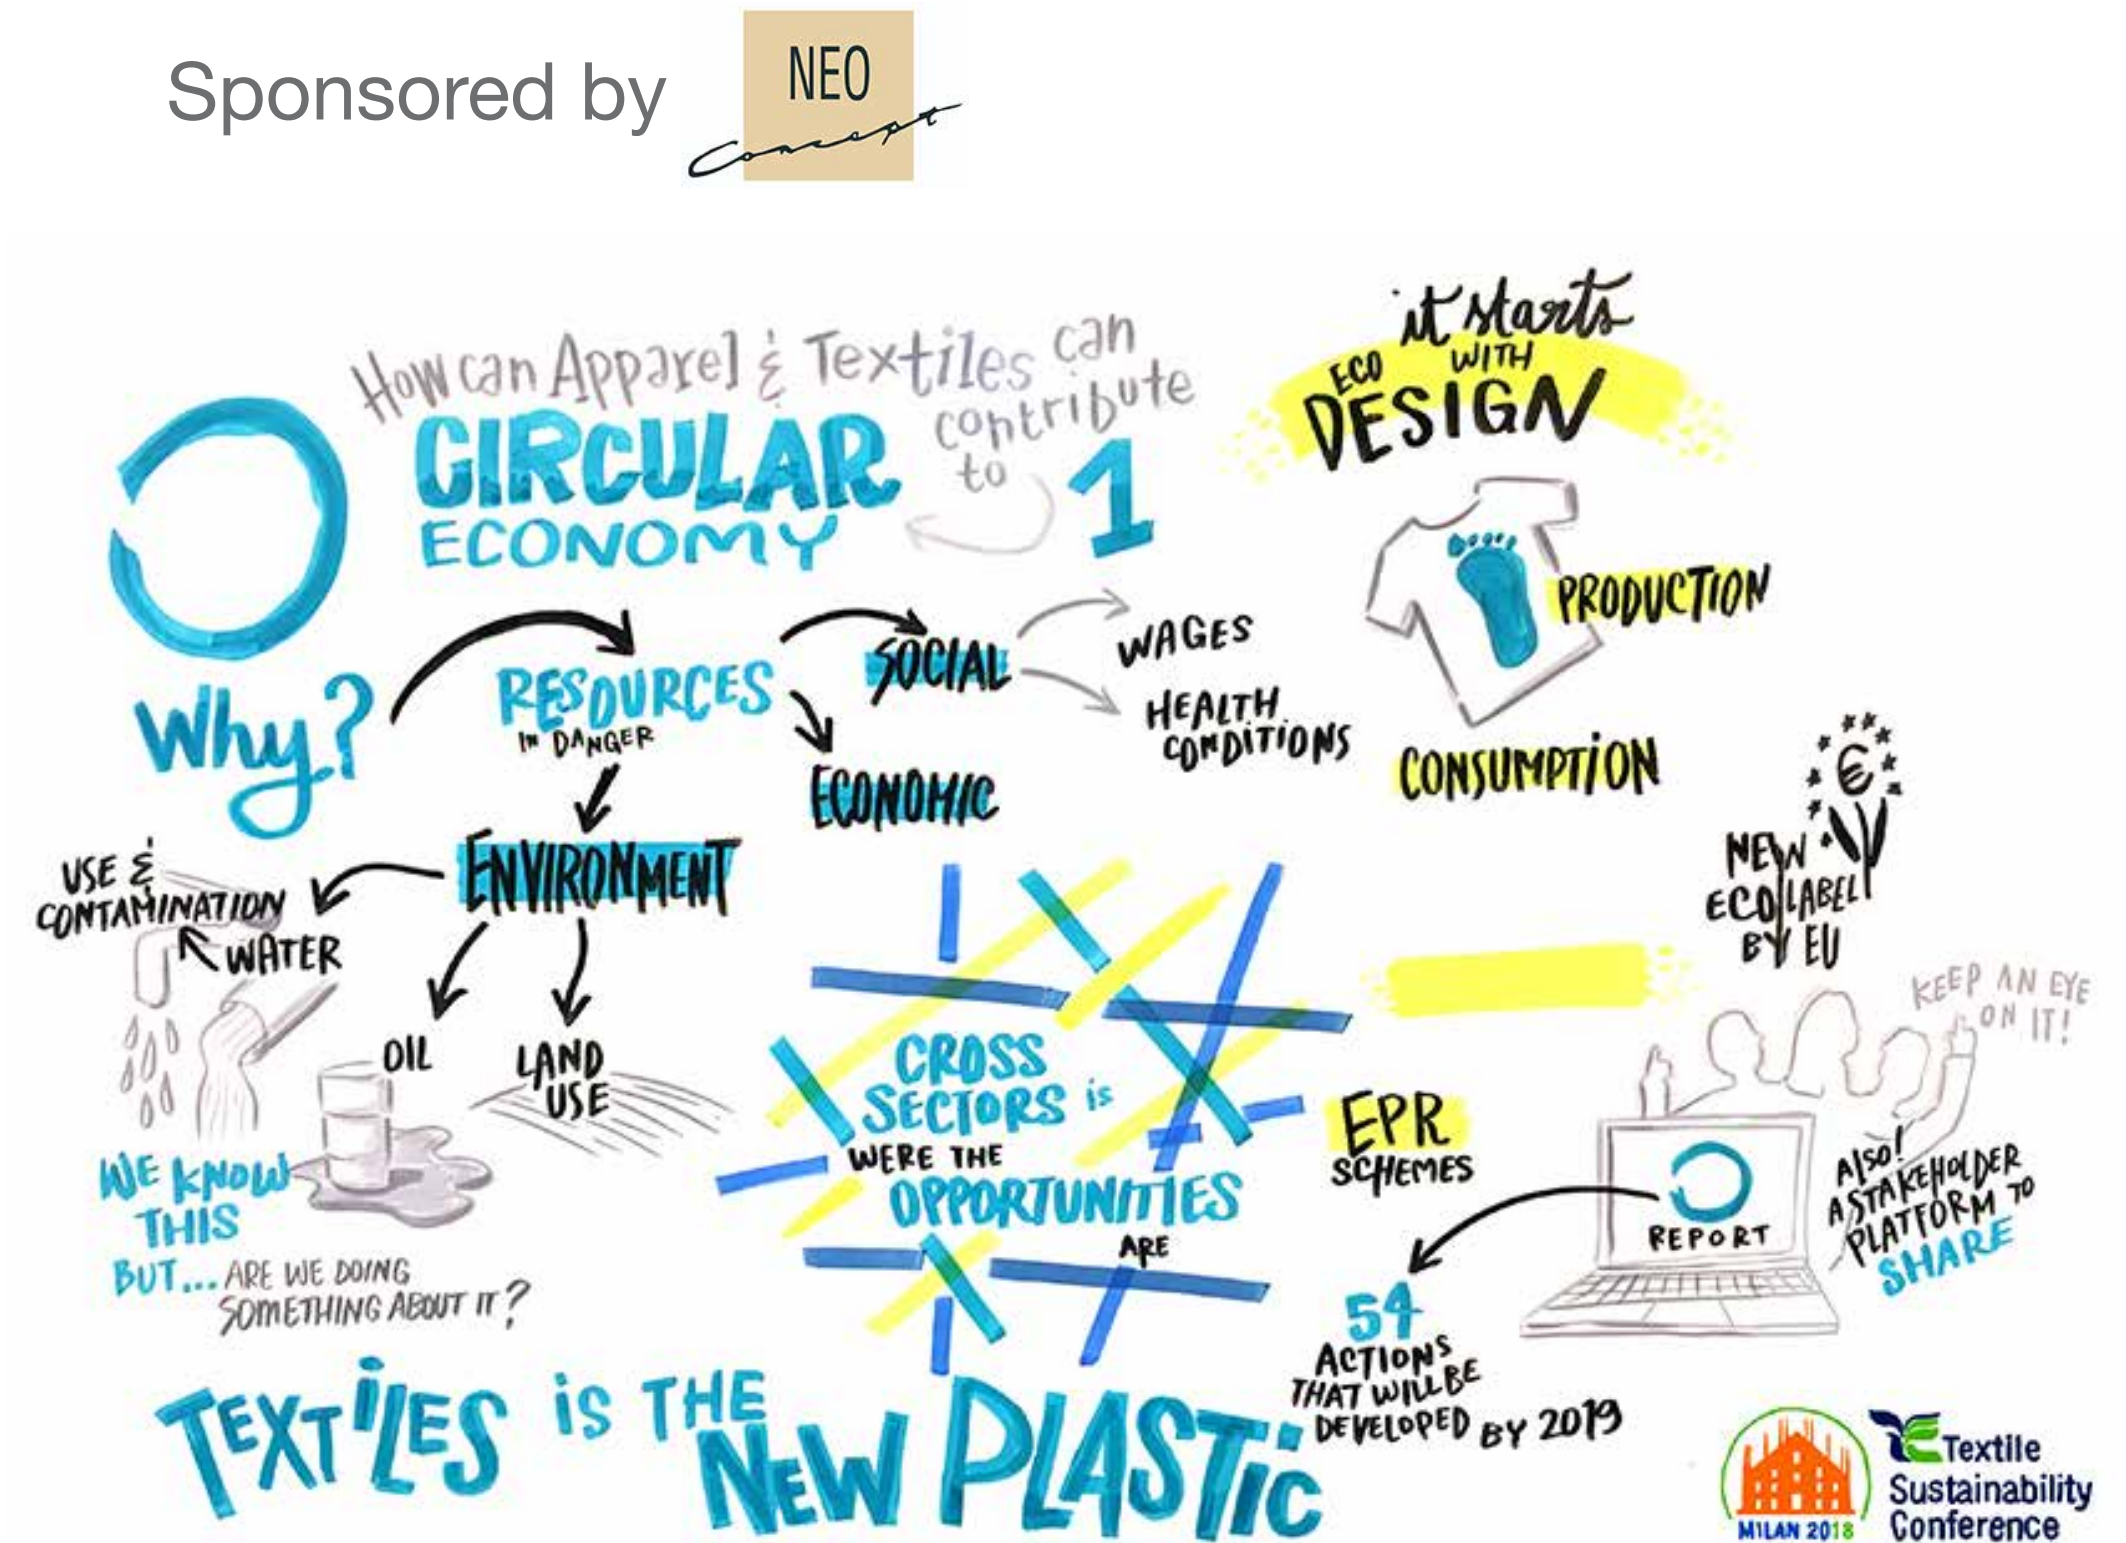 Sponsored by
NEO
Concept
How can Apparel & Textiles can
contribute
to
CIRCULAR
ECONOMY
1
it starts
WITH
ECO
DESIGN
PRODUCTION
CONSUMPTION
Why?
RESOURCES
IN DANGER
SOCIAL
WAGES
HEALTH
CONDITIONS
ECONOMIC
ENVIRONMENT
USE &
CONTAMINATION
WATER
OIL
LAND
USE
WE KNOW
THIS
BUT... ARE WE DOING
SOMETHING ABOUT IT?
CROSS
SECTORS is
WERE THE
OPPORTUNITIES
ARE
€
NEW
ECOLABEL
BY EU
KEEP AN EYE
ON IT!
EPR
SCHEMES
REPORT
Also!
A STAKEHOLDER
PLATFORM TO
SHARE
54
ACTIONS
THAT WILL BE
DEVELOPED BY 2019
TEXTiLES is THE
NEW PLASTiC
MILAN 2018
Textile
Sustainability
Conference